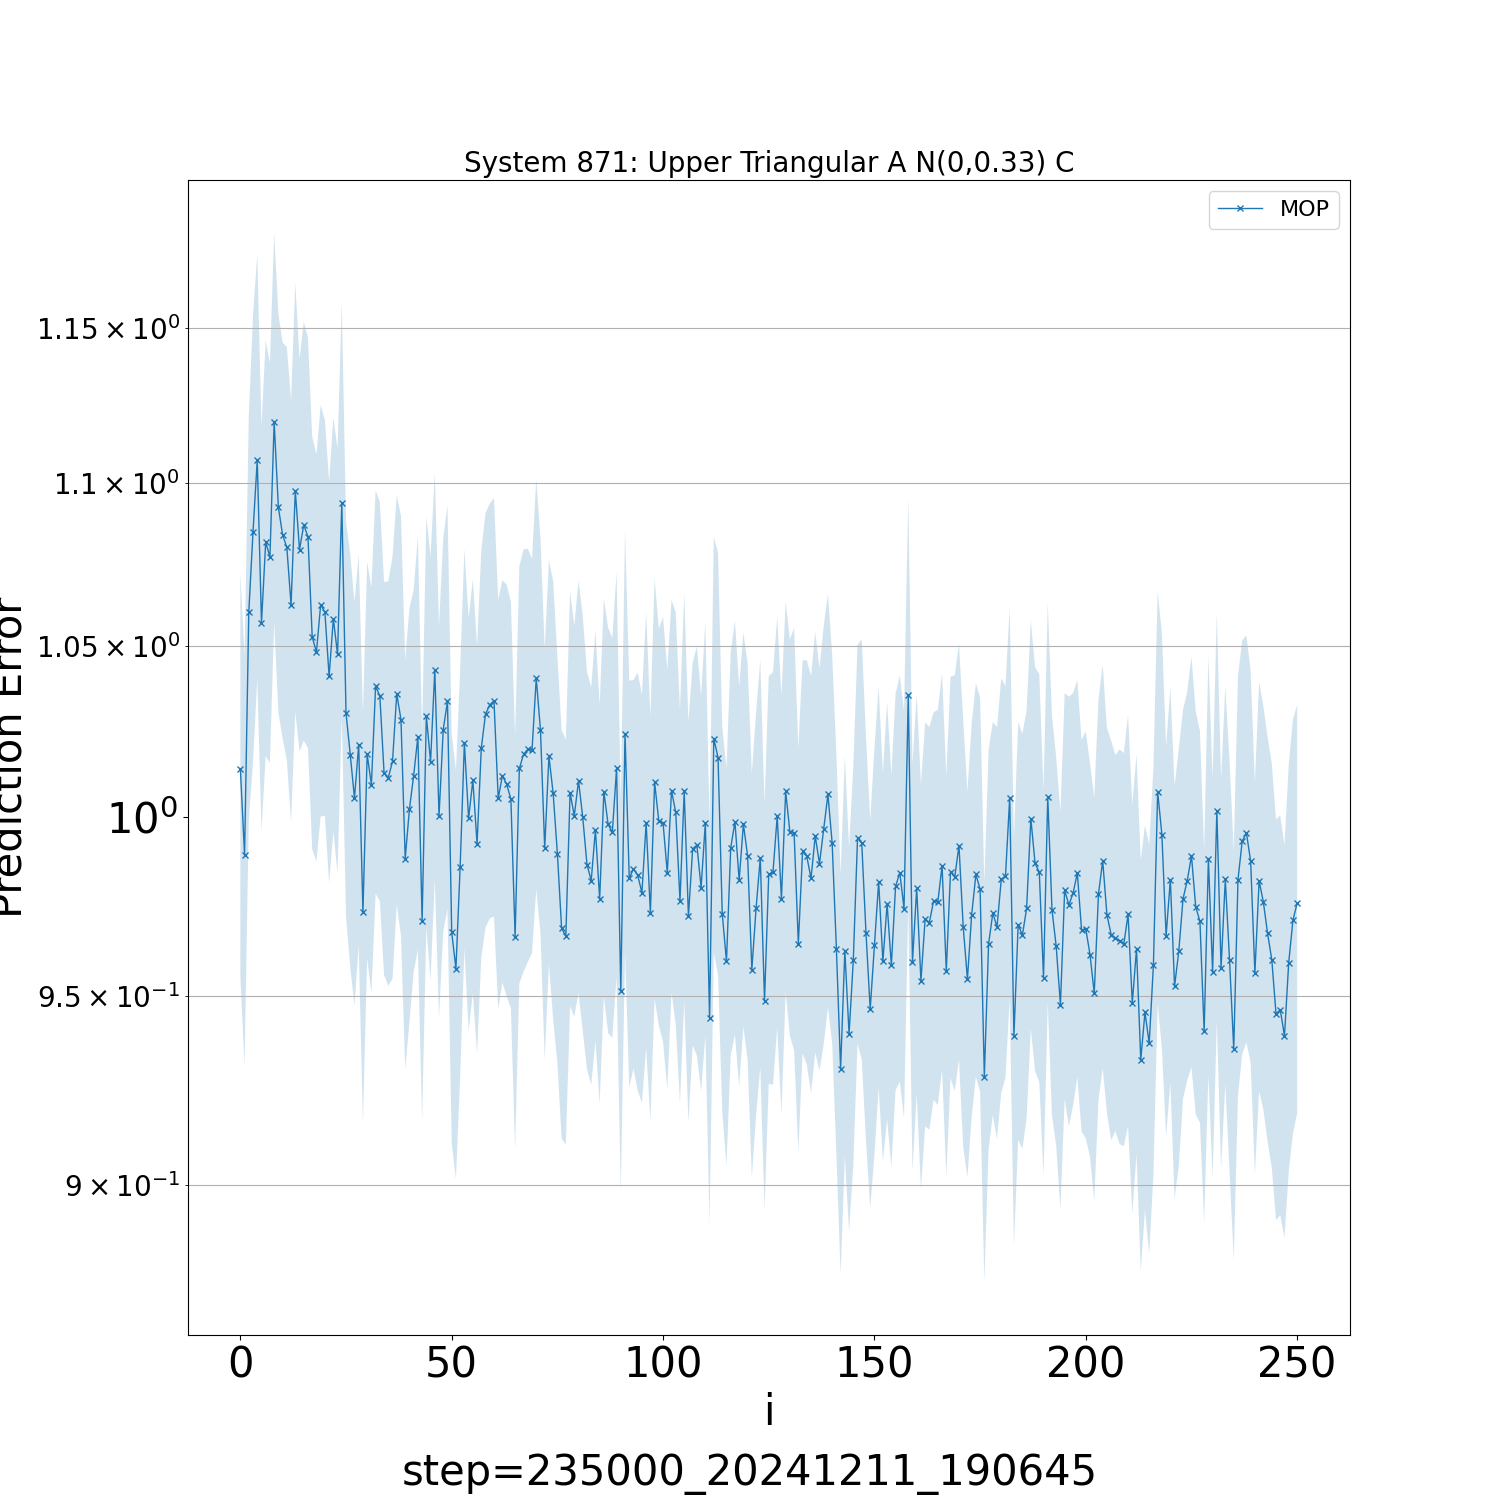 System 871: Upper Triangular A N(0,0.33) C
MOP
1.15 × 10⁰
1.1 × 10⁰
1.05 × 10⁰
10⁰
9.5 × 10⁻¹
9 × 10⁻¹
Prediction Error
0 50 100 150 200 250
i
step=235000_20241211_190645